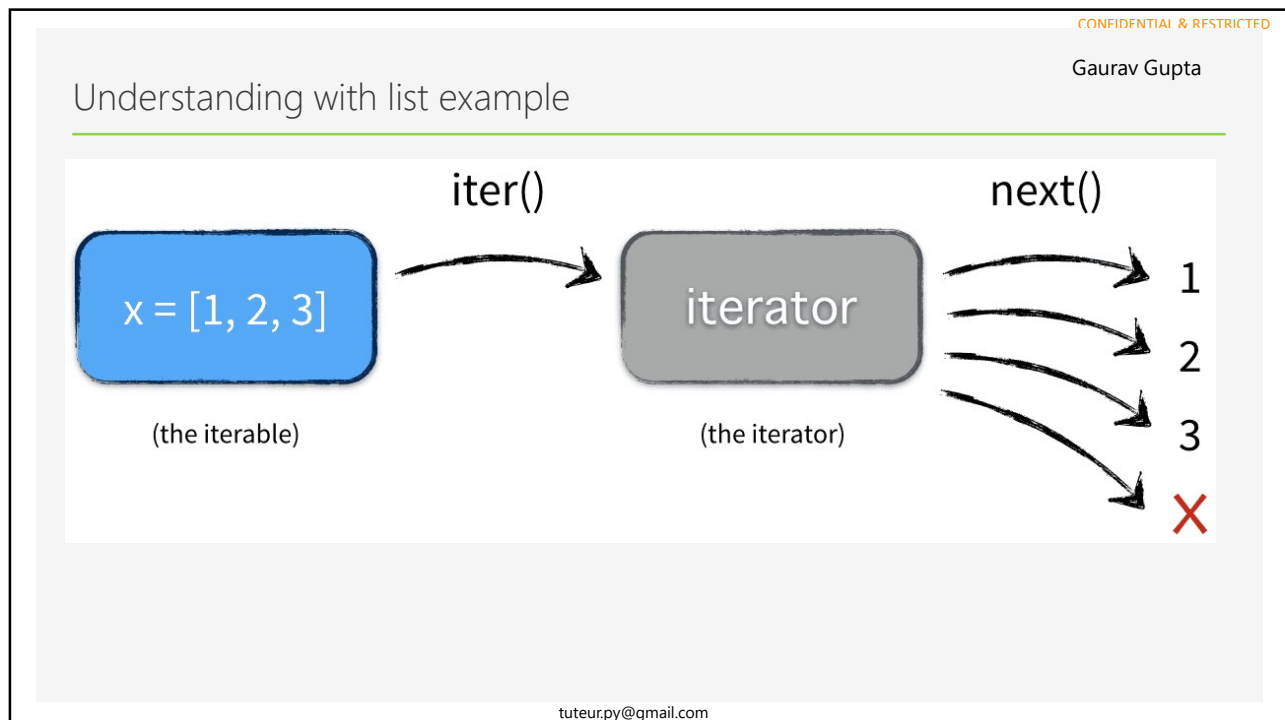 CONFIDENTIAL & RESTRICTED
Gaurav Gupta
Understanding with list example
iter()
next()
x = [1, 2, 3]
iterator
1
2
3
X
(the iterable)
(the iterator)
tuteur.py@gmail.com